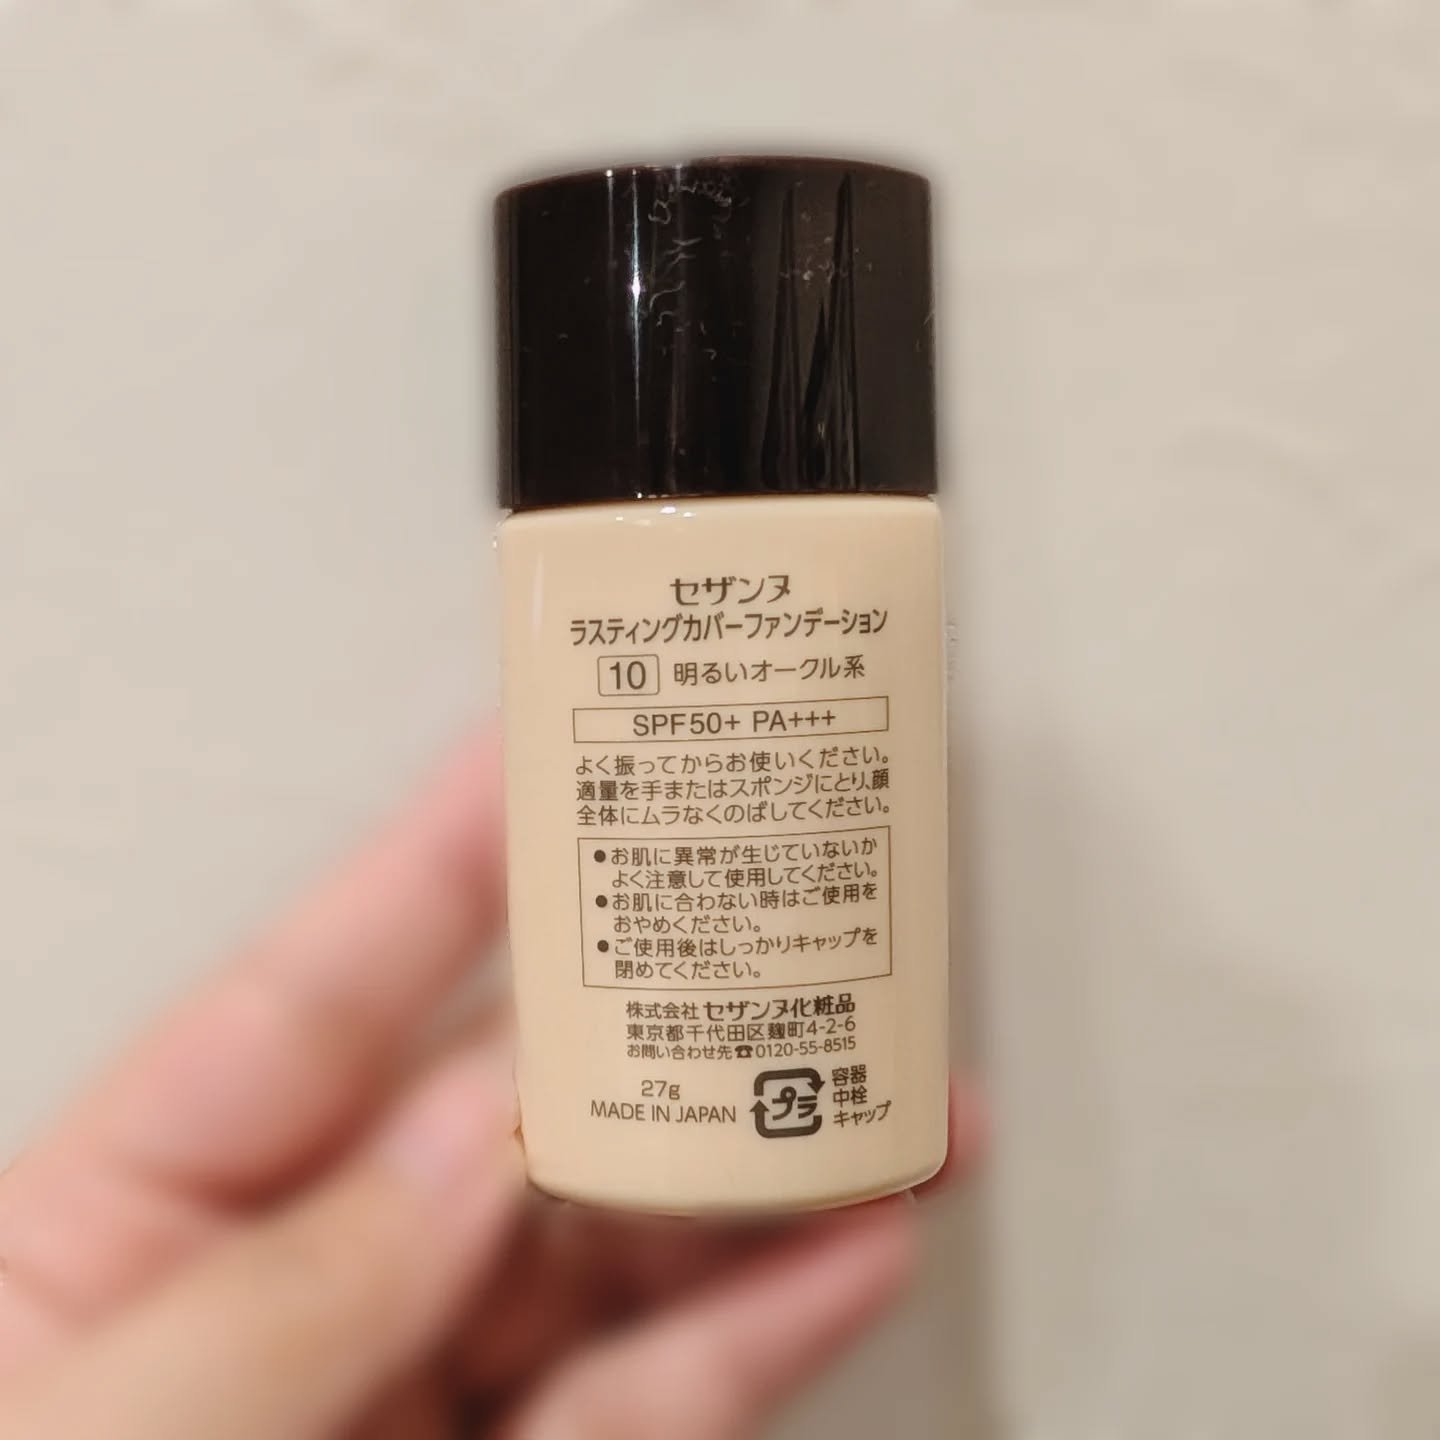 セザンヌ
ラスティングカバーファンデーション
10 明るいオークル系
SPF50+ PA+++
よく振ってからお使いください。
適量を手またはスポンジにとり、顔
全体にムラなくのばしてください。
●お肌に異常が生じていないか
よく注意して使用してください。
●お肌に合わない時はご使用を
おやめください。
●ご使用後はしっかりキャップを
閉めてください。
株式会社 セザンヌ化粧品
東京都千代田区麹町4-2-6
お問い合わせ先☎0120-55-8515
27g
MADE IN JAPAN
プラ
容器
中栓
キャップ